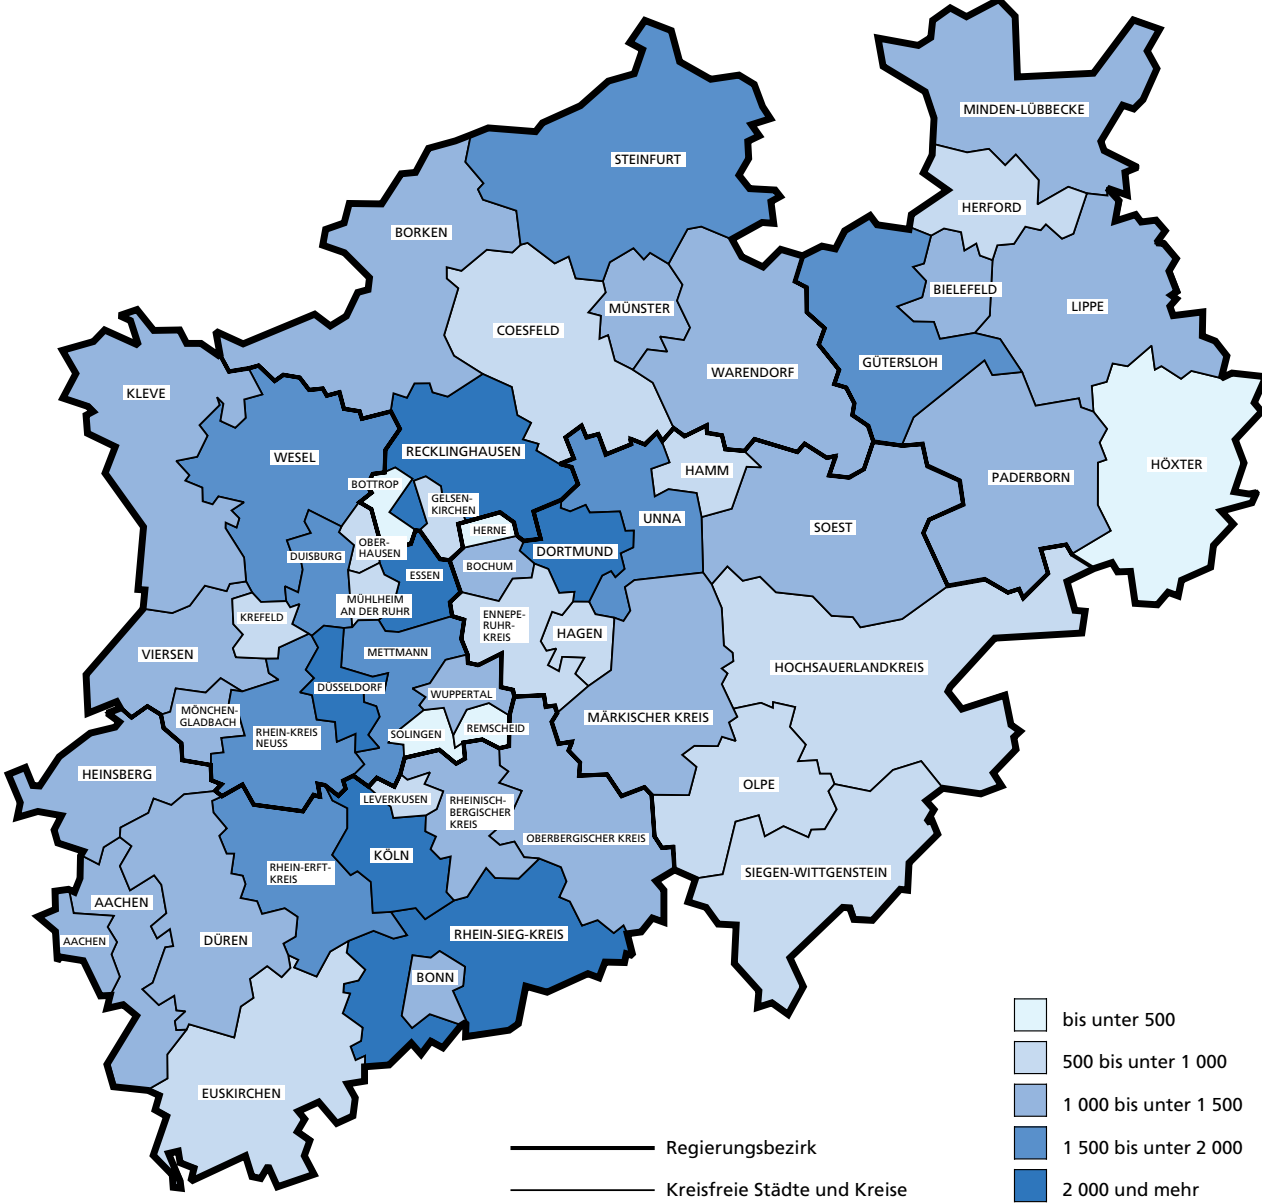 MINDEN-LÜBBECKE
STEINFURT
HERFORD
BORKEN
BIELEFELD
LIPPE
MÜNSTER
COESFELD
GÜTERSLOH
WARENDORF
KLEVE
RECKLINGHAUSEN
WESEL
HÖXTER
HAMM
PADERBORN
BOTTROP
GELSEN-
KIRCHEN
UNNA
SOEST
HERNE
OBER-
HAUSEN
DORTMUND
DUISBURG
BOCHUM
ESSEN
MÜHLHEIM
AN DER RUHR
KREFELD
ENNEPE-
RUHR-
KREIS
HAGEN
VIERSEN
METTMANN
HOCHSAUERLANDKREIS
DÜSSELDORF
WUPPERTAL
MÖNCHEN-
GLADBACH
MÄRKISCHER KREIS
RHEIN-KREIS
NEUSS
SOLINGEN
REMSCHEID
HEINSBERG
OLPE
LEVERKUSEN
RHEINISCH-
BERGISCHER
KREIS
OBERBERGISCHER KREIS
KÖLN
RHEIN-ERFT-
KREIS
SIEGEN-WITTGENSTEIN
AACHEN
AACHEN
DÜREN
RHEIN-SIEG-KREIS
BONN
EUSKIRCHEN
bis unter 500
500 bis unter 1 000
1 000 bis unter 1 500
1 500 bis unter 2 000
2 000 und mehr
Regierungsbezirk
Kreisfreie Städte und Kreise